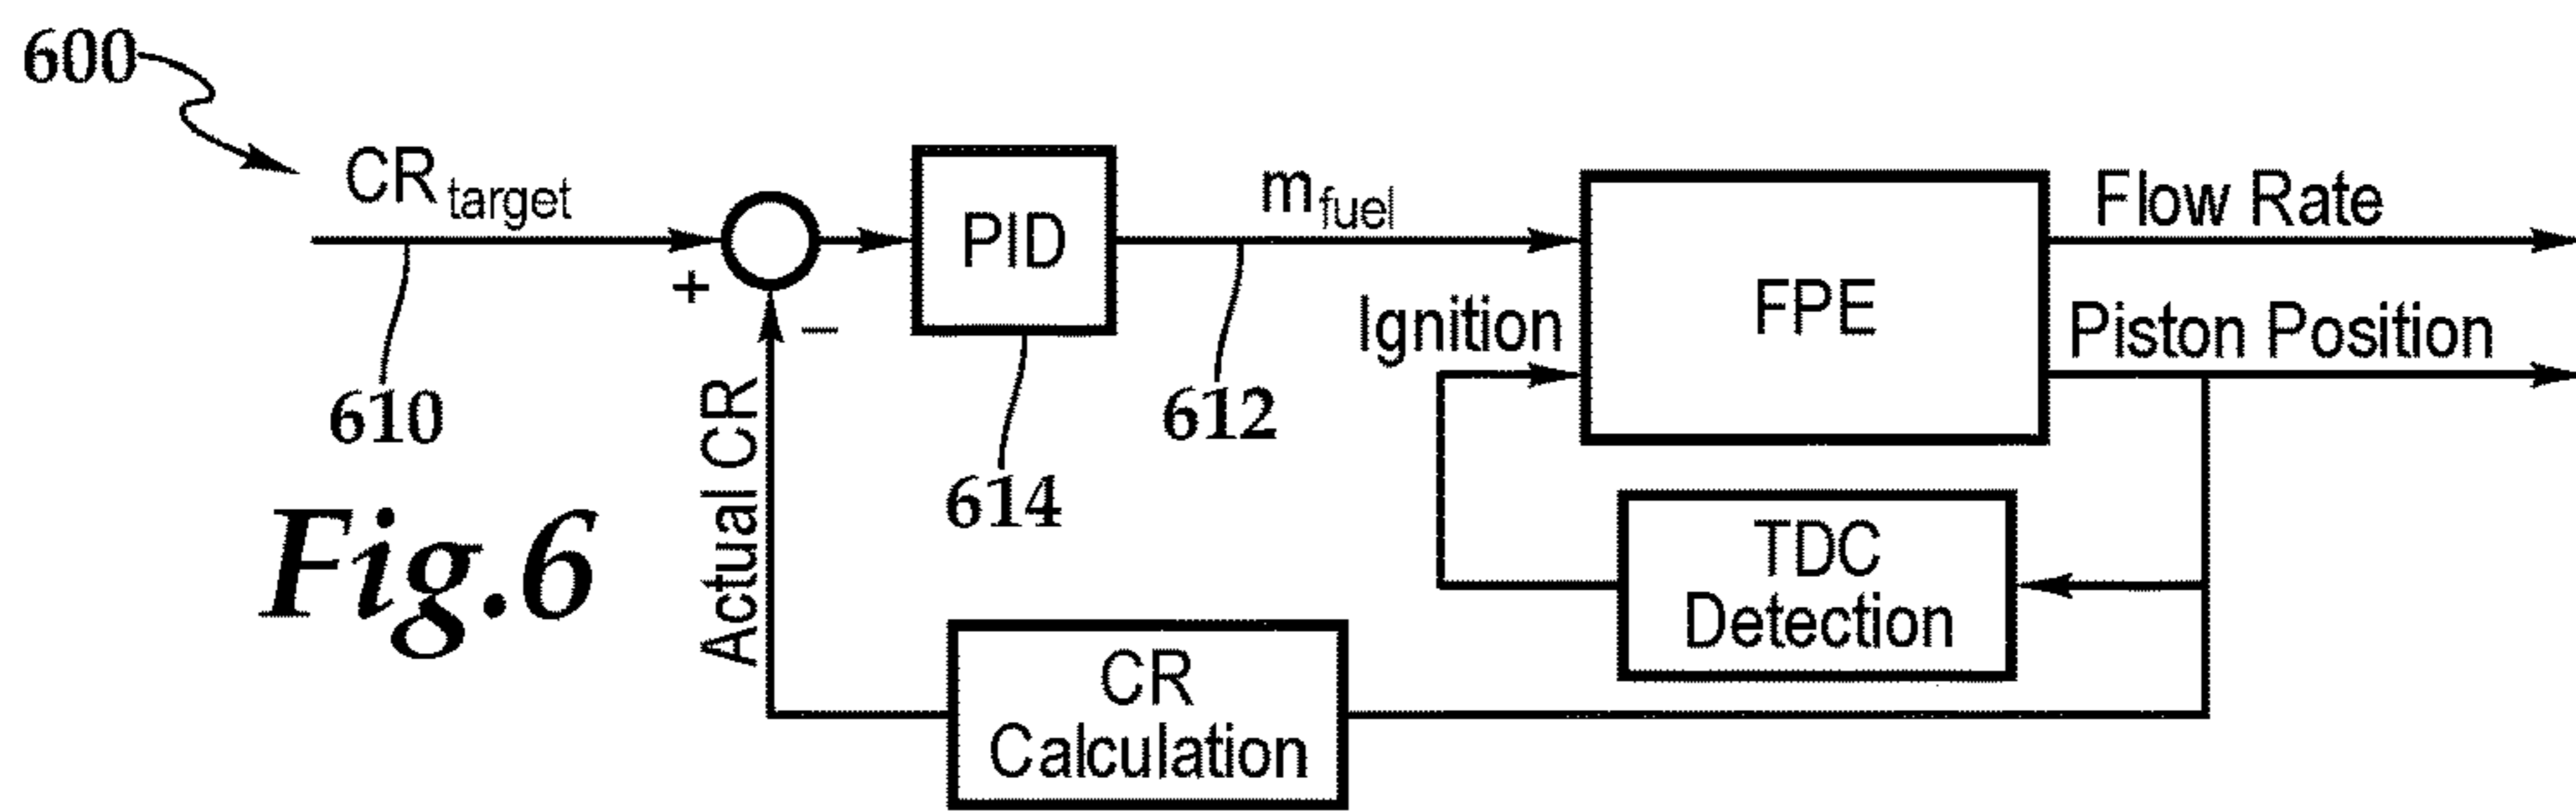 600
CR target
+
−
PID
m fuel
FPE
Flow Rate
Ignition
Piston Position
610
612
614
Actual CR
Fig.6
TDC
Detection
CR
Calculation